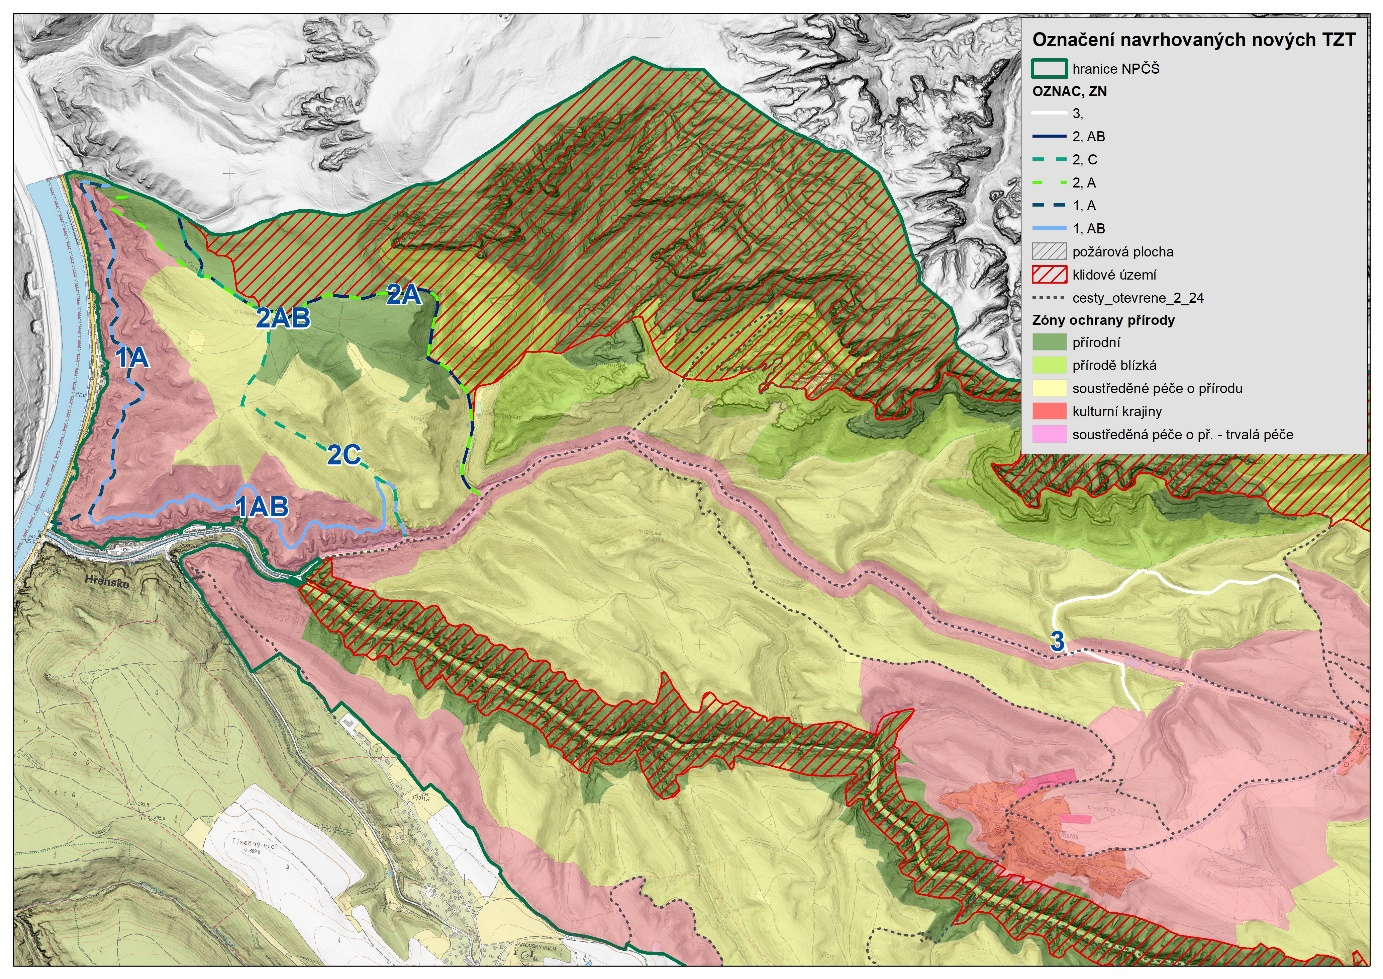 Označení navrhovaných nových TZT
hranice NPČŠ
OZNAC, ZN
3,
2, AB
2, C
2, A
1, A
1, AB
požárová plocha
klidové území
cesty_otevrene_2_24
Zóny ochrany přírody
přírodní
přírodě blízká
soustředěné péče o přírodu
kulturní krajiny
soustředěná péče o př. - trvalá péče
2A
2AB
1A
2C
1AB
Hřensko
3